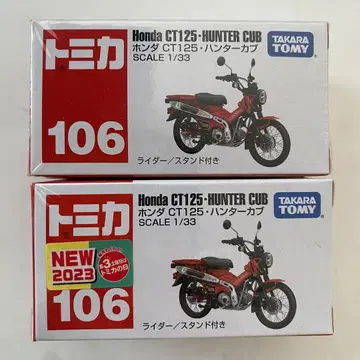 トミカ
106
Honda CT125・HUNTER CUB
ホンダ CT125・ハンターカブ
SCALE 1/33
TAKARA TOMY
ライダー/スタンド付き
トミカ
NEW
2023
106
Honda CT125・HUNTER CUB
ホンダ CT125・ハンターカブ
SCALE 1/33
TAKARA TOMY
ライダー/スタンド付き